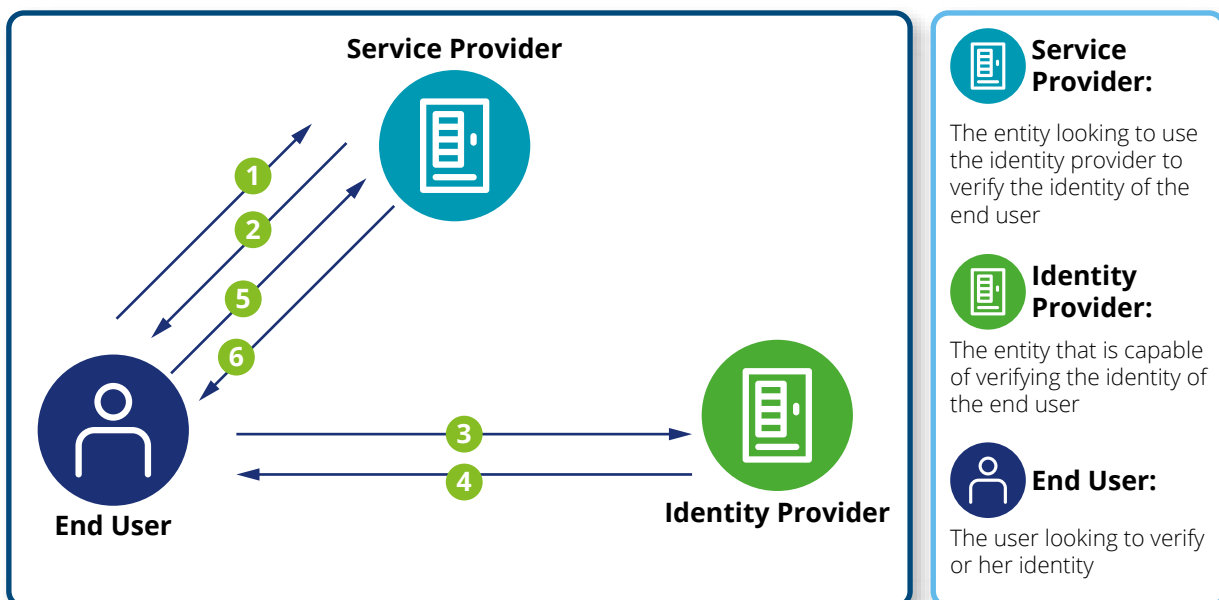 Service Provider
1
2
5
6
3
4
End User
Identity Provider
Service
Provider:
The entity looking to use
the identity provider to
verify the identity of the
end user
Identity
Provider:
The entity that is capable
of verifying the identity of
the end user
End User:
The user looking to verify
or her identity